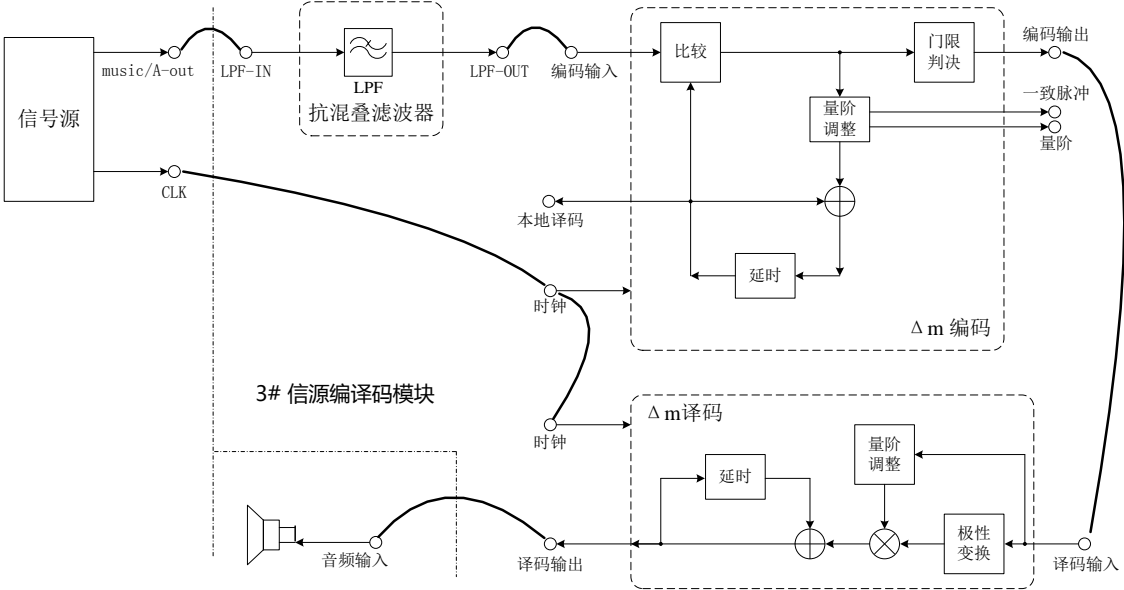 信号源
music/A-out
LPF-IN
LPF
抗混叠滤波器
LPF-OUT
编码输入
比较
门限
判决
编码输出
一致脉冲
量阶
量阶
调整
CLK
本地译码
延时
时钟
Δm 编码
3# 信源编译码模块
时钟
Δm译码
量阶
调整
延时
极性
变换
音频输入
译码输出
译码输入